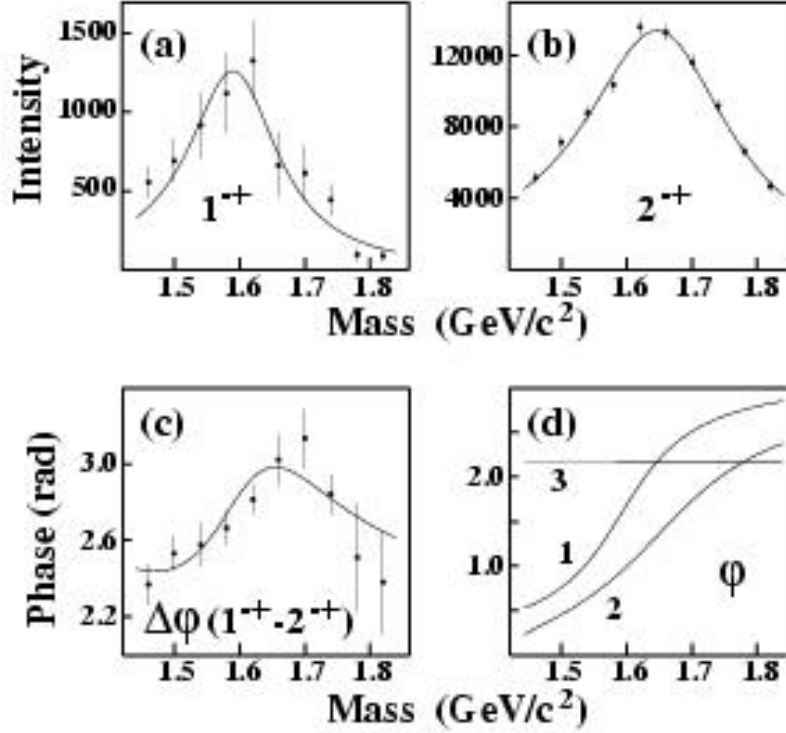 (a)
1500
1000
500
Intensity
1⁻⁺
1.5 1.6 1.7 1.8
(b)
12000
8000
4000
2⁻⁺
1.5 1.6 1.7 1.8
Mass (GeV/c²)
(c)
3.0
2.6
2.2
Phase (rad)
Δφ (1⁻⁺-2⁻⁺)
1.5 1.6 1.7 1.8
(d)
2.0
1.0
3
1
2
φ
1.5 1.6 1.7 1.8
Mass (GeV/c²)